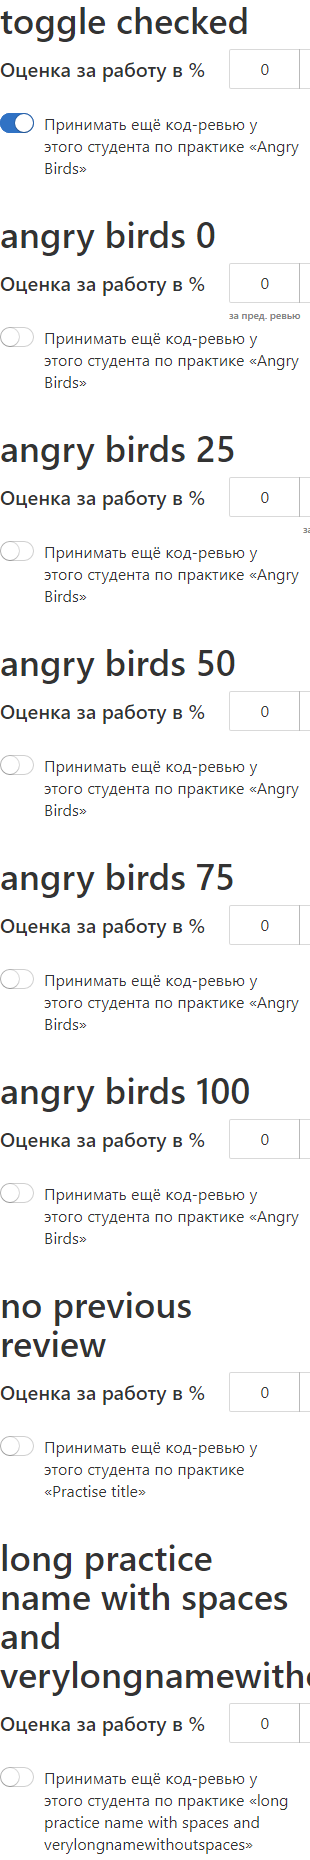 toggle checked
Оценка за работу в % 0
Принимать ещё код-ревью у
этого студента по практике «Angry
Birds»
angry birds 0
Оценка за работу в % 0
за пред. ревью
Принимать ещё код-ревью у
этого студента по практике «Angry
Birds»
angry birds 25
Оценка за работу в % 0
за
Принимать ещё код-ревью у
этого студента по практике «Angry
Birds»
angry birds 50
Оценка за работу в % 0
Принимать ещё код-ревью у
этого студента по практике «Angry
Birds»
angry birds 75
Оценка за работу в % 0
Принимать ещё код-ревью у
этого студента по практике «Angry
Birds»
angry birds 100
Оценка за работу в % 0
Принимать ещё код-ревью у
этого студента по практике «Angry
Birds»
no previous
review
Оценка за работу в % 0
Принимать ещё код-ревью у
этого студента по практике
«Practise title»
long practice
name with spaces
and
verylongnamewitho
Оценка за работу в % 0
Принимать ещё код-ревью у
этого студента по практике «long
practice name with spaces and
verylongnamewithoutspaces»